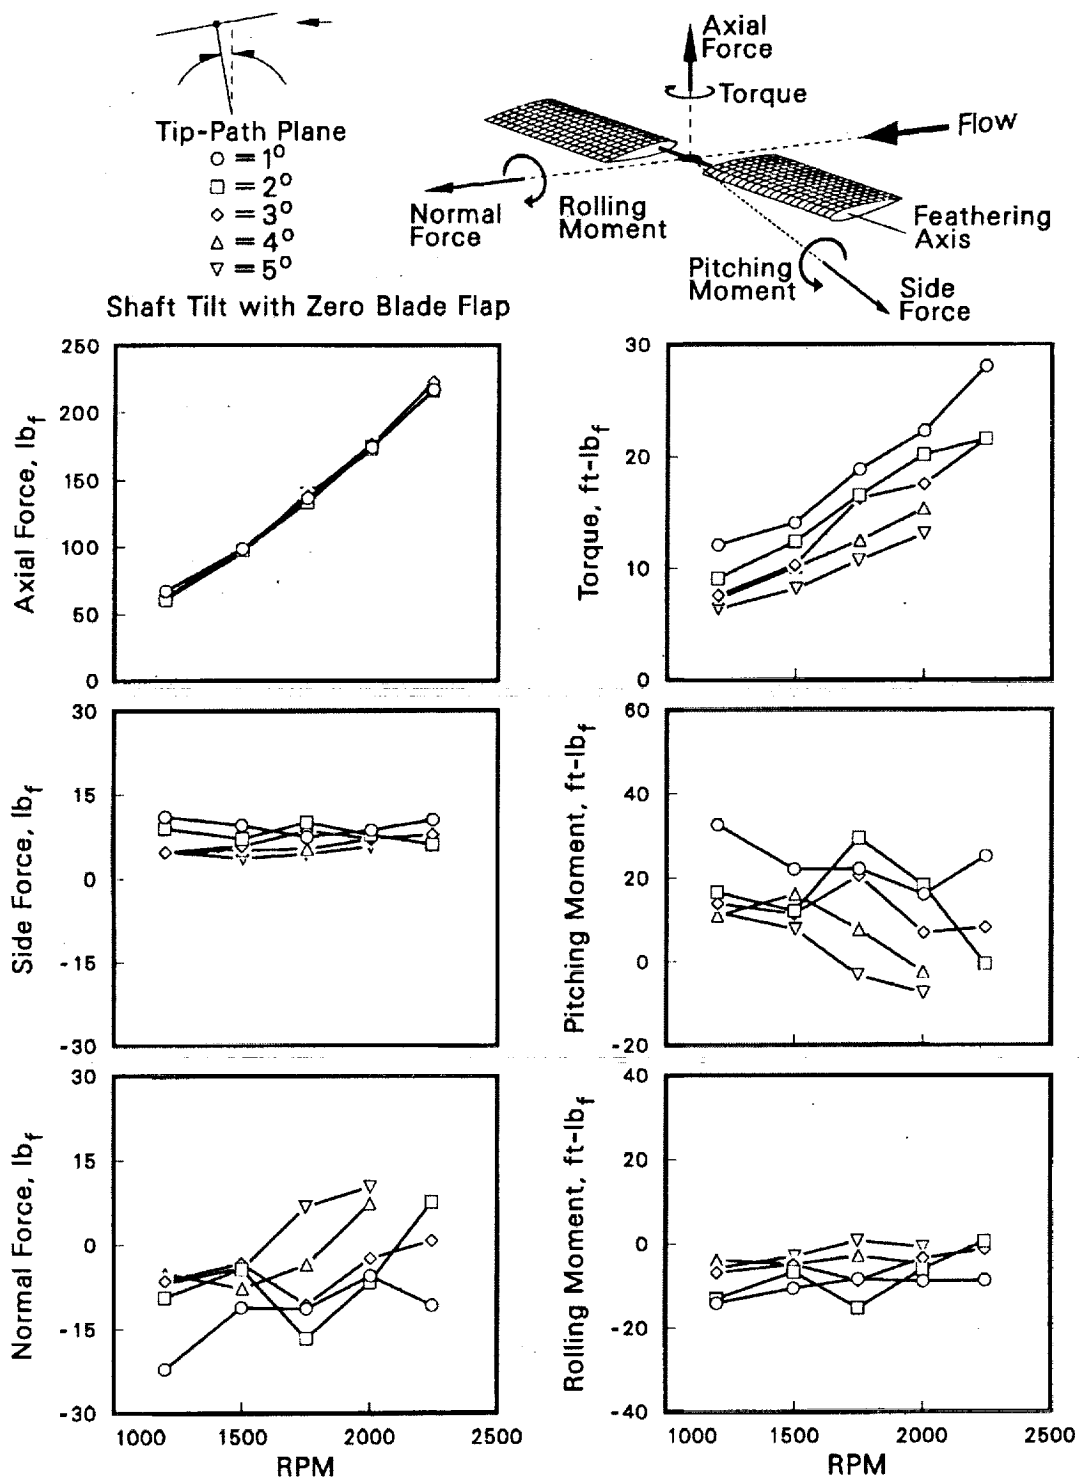 Tip-Path Plane
○ = 1°
□ = 2°
◇ = 3°
△ = 4°
▽ = 5°
Shaft Tilt with Zero Blade Flap
Axial
Force
Torque
Flow
Normal
Force
Rolling
Moment
Feathering
Axis
Pitching
Moment
Side
Force
Axial Force, lbf
250
200
150
100
50
0
Torque, ft-lbf
30
20
10
0
Side Force, lbf
30
15
0
-15
-30
Pitching Moment, ft-lbf
60
40
20
0
-20
Normal Force, lbf
30
15
0
-15
-30
1000 1500 2000 2500
RPM
Rolling Moment, ft-lbf
40
20
0
-20
-40
1000 1500 2000 2500
RPM